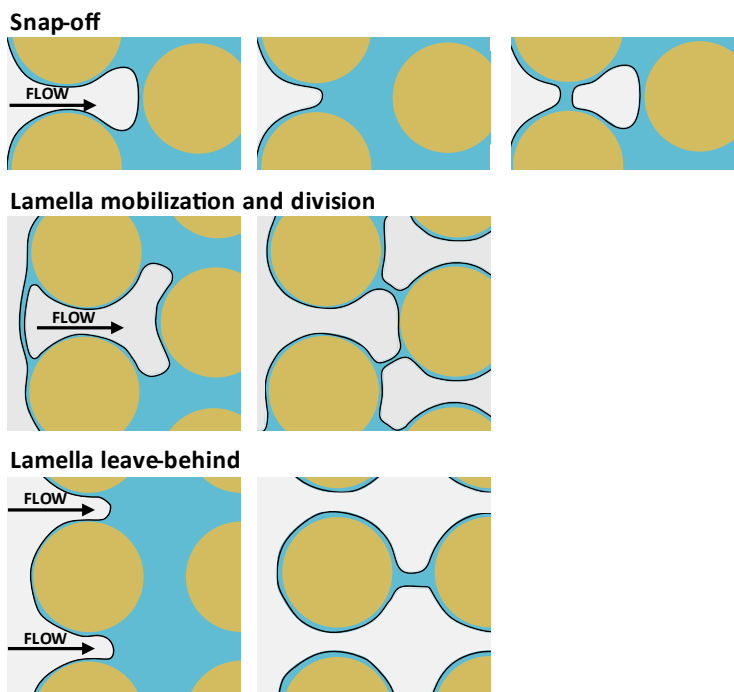 Snap-off
FLOW
Lamella mobilization and division
FLOW
Lamella leave-behind
FLOW
FLOW